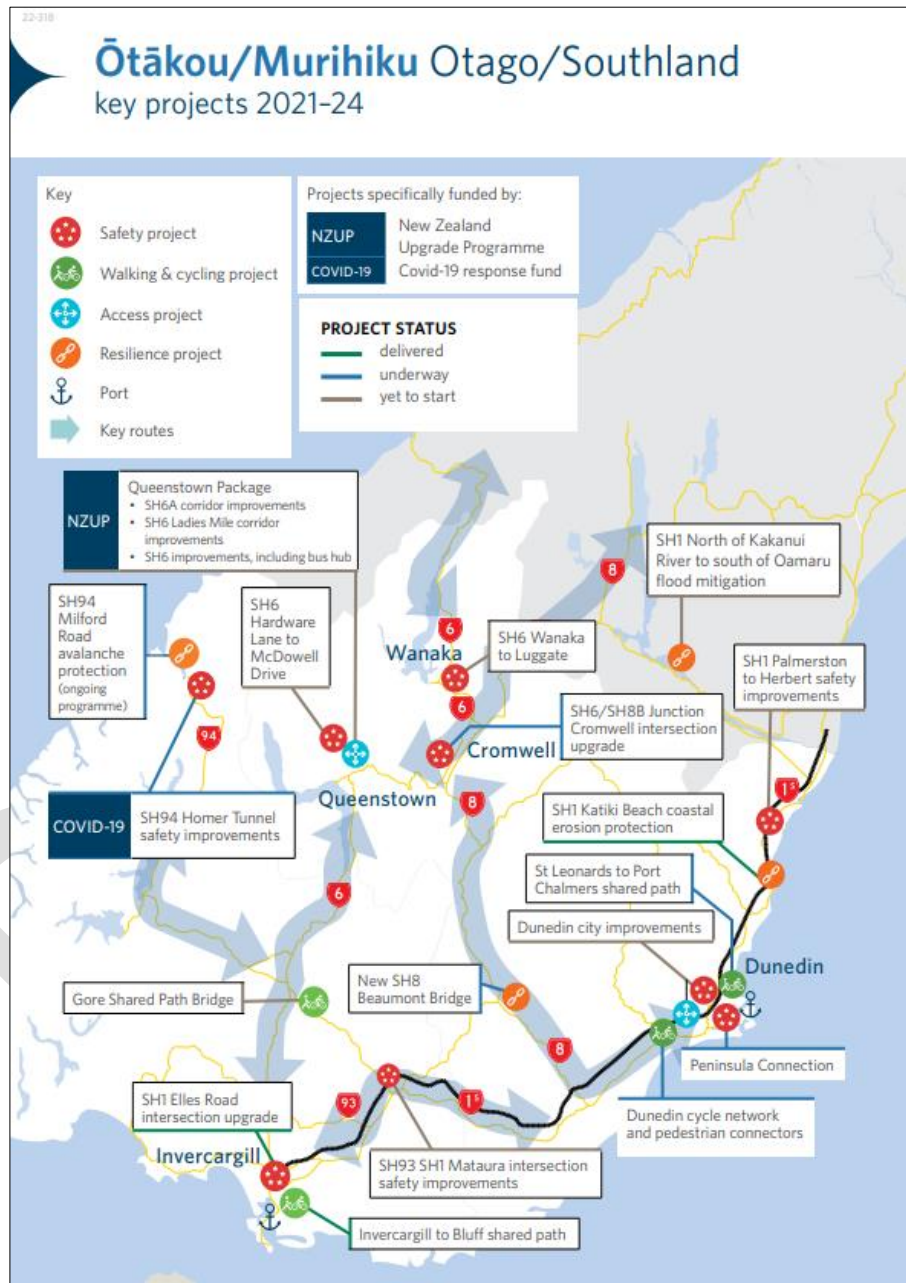 22-318
Ōtākou/Murihiku Otago/Southland
key projects 2021–24
Key
Safety project
Walking & cycling project
Access project
Resilience project
Port
Key routes
Projects specifically funded by:
NZUP
New Zealand
Upgrade Programme
COVID-19
Covid-19 response fund
PROJECT STATUS
delivered
underway
yet to start
NZUP
Queenstown Package
• SH6A corridor improvements
• SH6 Ladies Mile corridor
improvements
• SH6 improvements, including bus hub
SH94
Milford
Road
avalanche
protection
(ongoing
programme)
SH6
Hardware
Lane to
McDowell
Drive
8
SH1 North of Kakanui
River to south of Oamaru
flood mitigation
6
Wanaka
SH6 Wanaka
to Luggate
SH1 Palmerston
to Herbert safety
improvements
6
94
SH6/SH8B Junction
Cromwell intersection
upgrade
Cromwell
Queenstown
8
1S
COVID-19
SH94 Homer Tunnel
safety improvements
SH1 Katiki Beach coastal
erosion protection
St Leonards to Port
Chalmers shared path
6
Dunedin city improvements
Dunedin
Gore Shared Path Bridge
New SH8
Beaumont Bridge
8
Peninsula Connection
SH1 Elles Road
intersection upgrade
93
1S
Dunedin cycle network
and pedestrian connectors
Invercargill
SH93 SH1 Mataura intersection
safety improvements
Invercargill to Bluff shared path